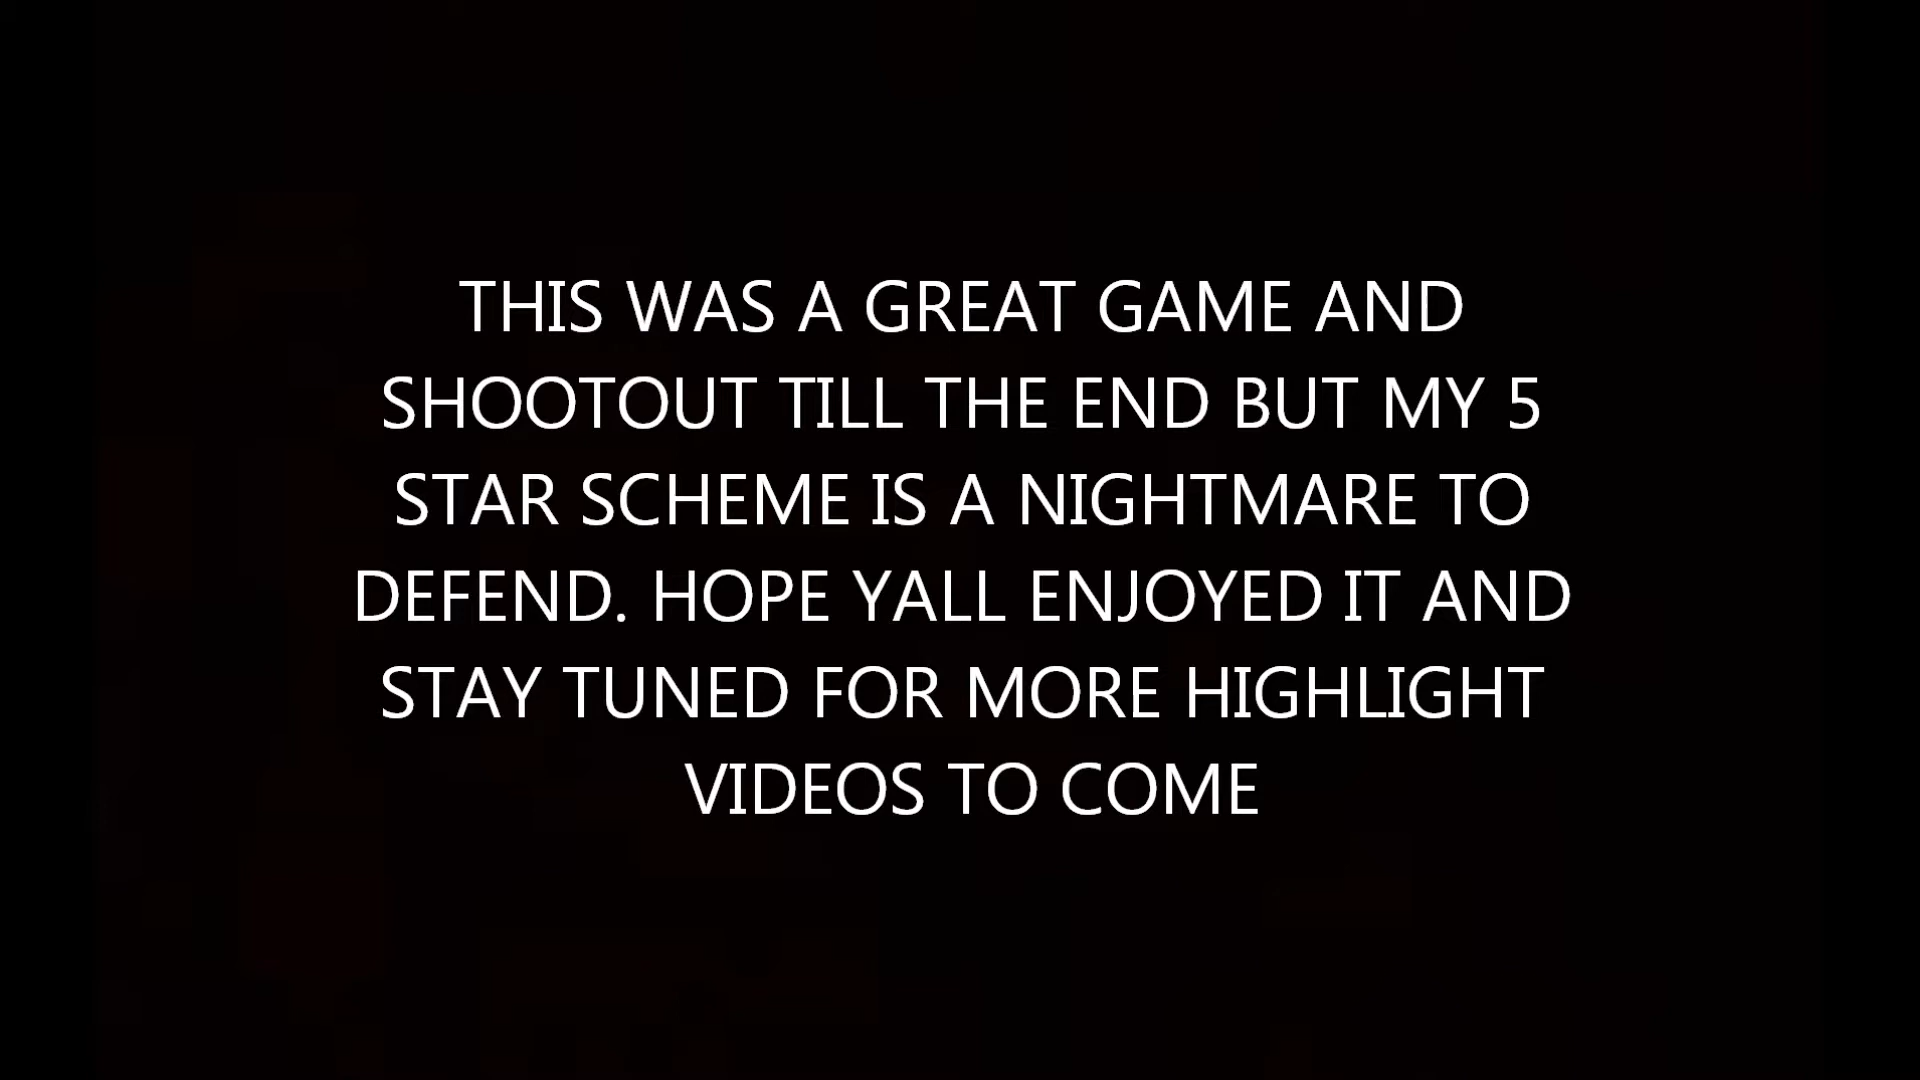 THIS WAS A GREAT GAME AND
SHOOTOUT TILL THE END BUT MY 5
STAR SCHEME IS A NIGHTMARE TO
DEFEND. HOPE YALL ENJOYED IT AND
STAY TUNED FOR MORE HIGHLIGHT
VIDEOS TO COME